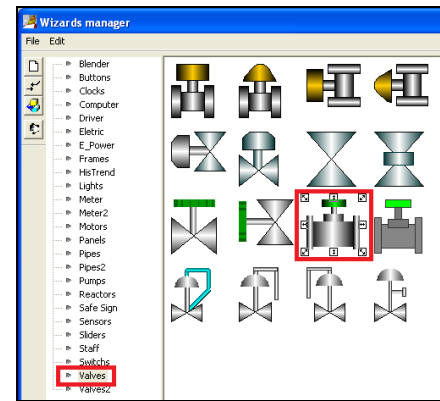 Wizards manager
File Edit
Blender
Buttons
Clocks
Computer
Driver
Eletric
E_Power
Frames
HisTrend
Lights
Meter
Meter2
Motors
Panels
Pipes
Pipes2
Pumps
Reactors
Safe Sign
Sensors
Sliders
Staff
Switchs
Valves
Valves2